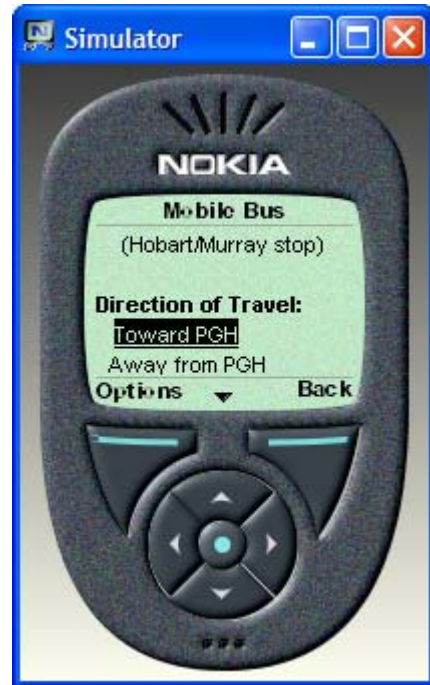 Simulator
NOKIA
Mobile Bus
(Hobart/Murray stop)
Direction of Travel:
Toward PGH
Away from PGH
Options Back